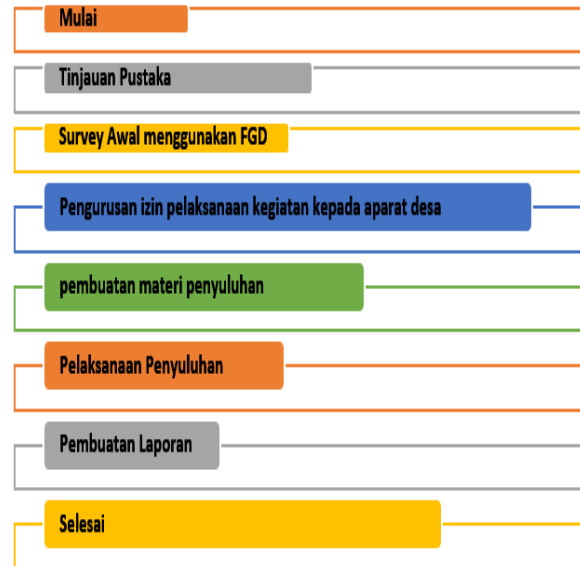 Mulai
Tinjauan Pustaka
Survey Awal menggunakan FGD
Pengurusan izin pelaksanaan kegiatan kepada aparat desa
pembuatan materi penyuluhan
Pelaksanaan Penyuluhan
Pembuatan Laporan
Selesai